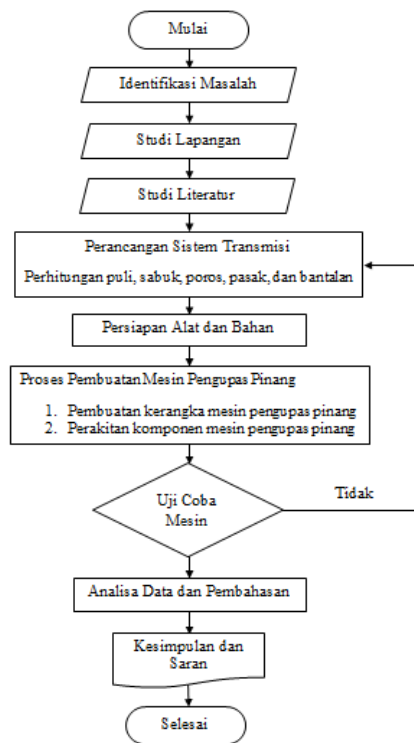 Mulai
Identifikasi Masalah
Studi Lapangan
Studi Literatur
Perancangan Sistem Transmisi
Perhitungan puli, sabuk, poros, pasak, dan bantalan
Persiapan Alat dan Bahan
Proses Pembuatan Mesin Pengupas Pinang
1. Pembuatan kerangka mesin pengupas pinang
2. Perakitan komponen mesin pengupas pinang
Uji Coba
Mesin
Tidak
Analisa Data dan Pembahasan
Kesimpulan dan
Saran
Selesai